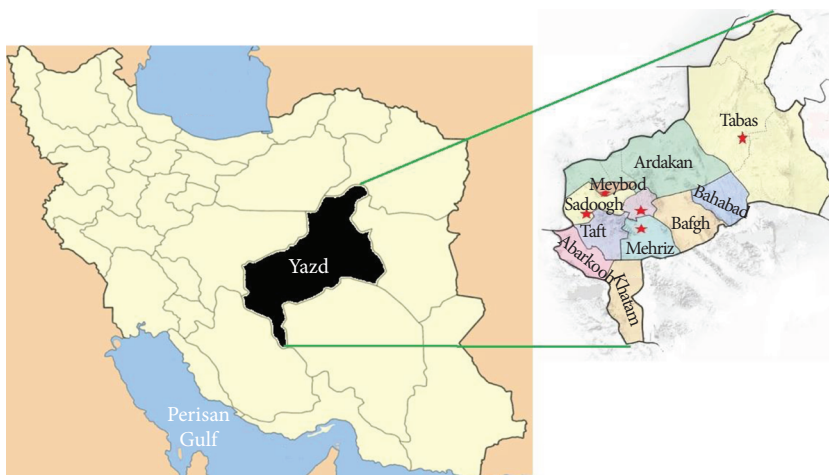 Yazd
Perisan
Gulf
Tabas
Ardakan
Meybod
Sadoogh
Bahabad
Taft
Bafgh
Mehriz
Abarkooh
Khatam